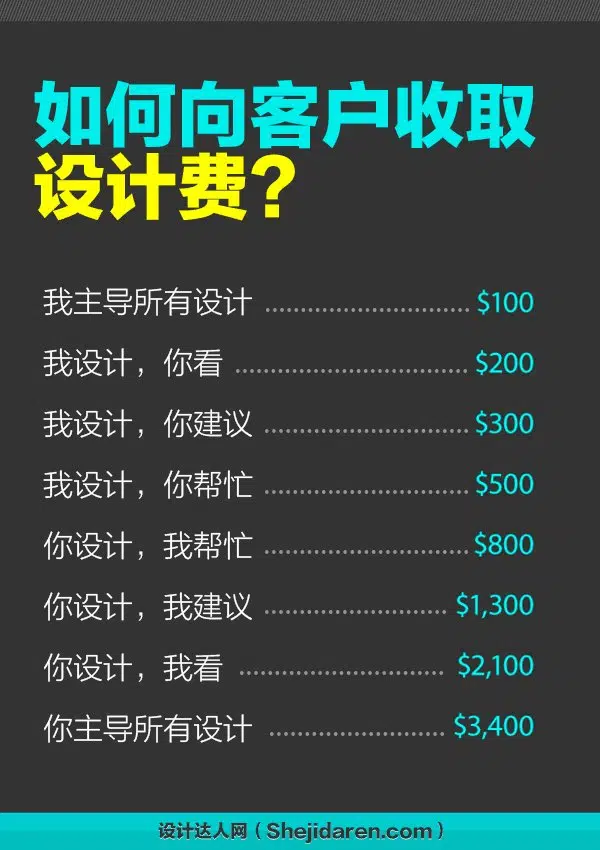 如何向客户收取
设计费?
我主导所有设计 ........................ $100
我设计，你看 ........................... $200
我设计，你建议 ........................ $300
我设计，你帮忙 ........................ $500
你设计，我帮忙 ........................ $800
你设计，我建议 ..................... $1,300
你设计，我看 ........................ $2,100
你主导所有设计 .................... $3,400
设计达人网（Shejidaren.com）